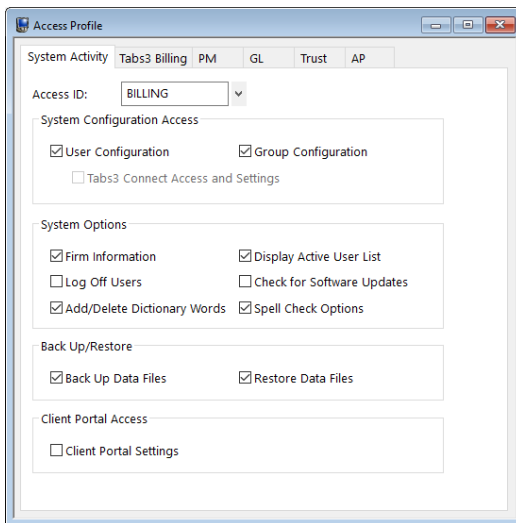 Access Profile
System Activity Tabs3 Billing PM GL Trust AP
Access ID: BILLING
System Configuration Access
User Configuration Group Configuration
Tabs3 Connect Access and Settings
System Options
Firm Information Display Active User List
Log Off Users Check for Software Updates
Add/Delete Dictionary Words Spell Check Options
Back Up/Restore
Back Up Data Files Restore Data Files
Client Portal Access
Client Portal Settings